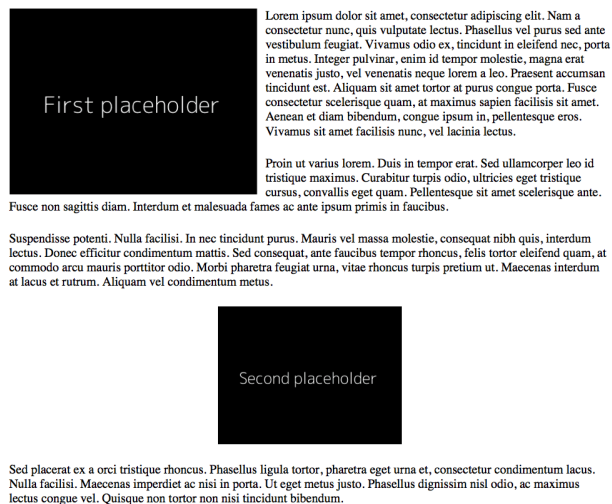 First placeholder
Lorem ipsum dolor sit amet, consectetur adipiscing elit. Nam a
consectetur nunc, quis vulputate lectus. Phasellus vel purus sed ante
vestibulum feugiat. Vivamus odio ex, tincidunt in eleifend nec, porta
in metus. Integer pulvinar, enim id tempor molestie, magna erat
venenatis justo, vel venenatis neque lorem a leo. Praesent accumsan
tincidunt est. Aliquam sit amet tortor at purus congue porta. Fusce
consectetur scelerisque quam, at maximus sapien facilisis sit amet.
Aenean et diam bibendum, congue ipsum in, pellentesque eros.
Vivamus sit amet facilisis nunc, vel lacinia lectus.
Proin ut varius lorem. Duis in tempor erat. Sed ullamcorper leo id
tristique maximus. Curabitur turpis odio, ultricies eget tristique
cursus, convallis eget quam. Pellentesque sit amet scelerisque ante.
Fusce non sagittis diam. Interdum et malesuada fames ac ante ipsum primis in faucibus.
Suspendisse potenti. Nulla facilisi. In nec tincidunt purus. Mauris vel massa molestie, consequat nibh quis, interdum
lectus. Donec efficitur condimentum mattis. Sed consequat, ante faucibus tempor rhoncus, felis tortor eleifend quam, at
commodo arcu mauris porttitor odio. Morbi pharetra feugiat urna, vitae rhoncus turpis pretium ut. Maecenas interdum
at lacus et rutrum. Aliquam vel condimentum metus.
Second placeholder
Sed placerat ex a orci tristique rhoncus. Phasellus ligula tortor, pharetra eget urna et, consectetur condimentum lacus.
Nulla facilisi. Maecenas imperdiet ac nisi in porta. Ut eget metus justo. Phasellus dignissim nisl odio, ac maximus
lectus congue vel. Quisque non tortor non nisi tincidunt bibendum.